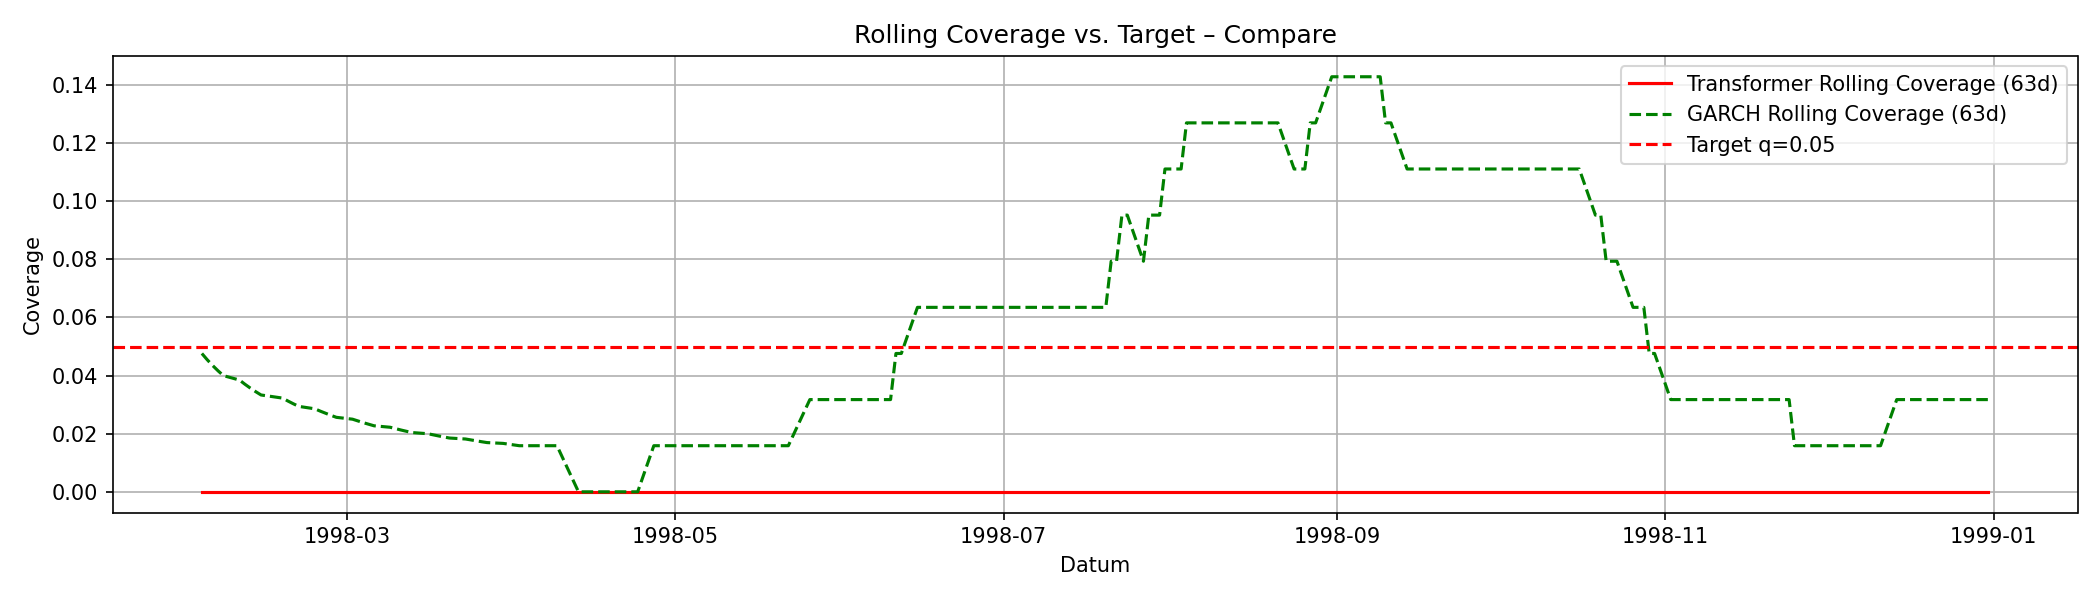 Rolling Coverage vs. Target – Compare
Transformer Rolling Coverage (63d)
GARCH Rolling Coverage (63d)
Target q=0.05
Coverage
0.14
0.12
0.10
0.08
0.06
0.04
0.02
0.00
1998-03
1998-05
1998-07
1998-09
1998-11
1999-01
Datum